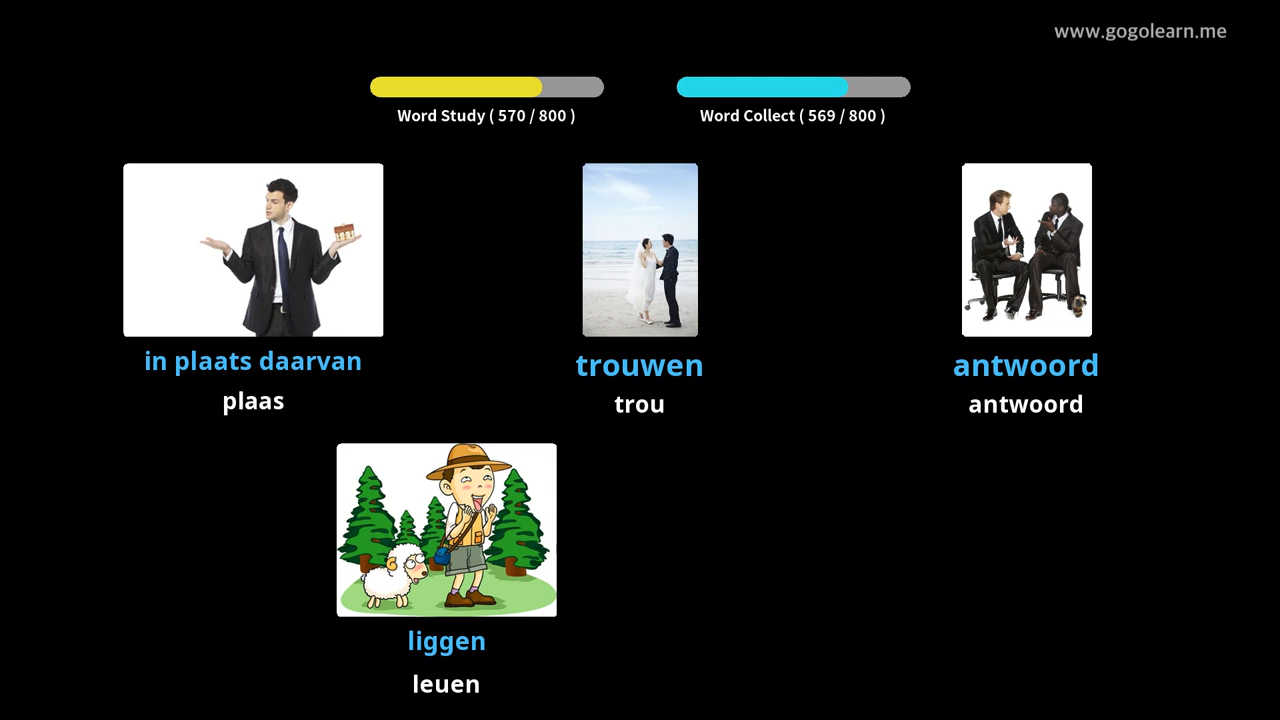 www.gogolearn.me
Word Study ( 570 / 800 )
Word Collect ( 569 / 800 )
in plaats daarvan
plaas
trouwen
trou
antwoord
antwoord
liggen
leuen